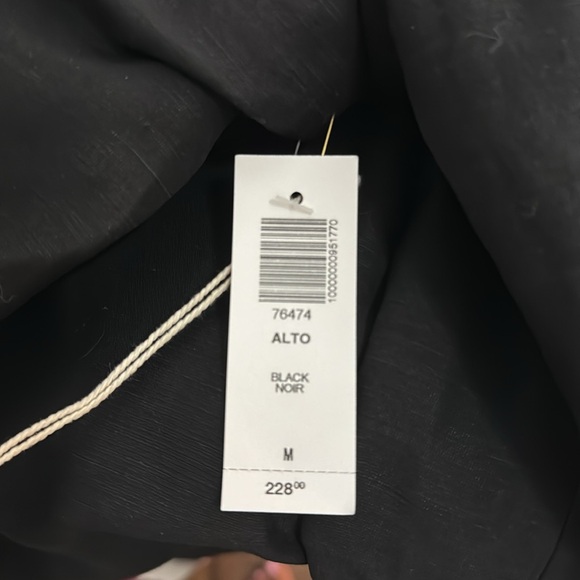 10000000951770
76474
ALTO
BLACK
NOIR
M
228⁰⁰